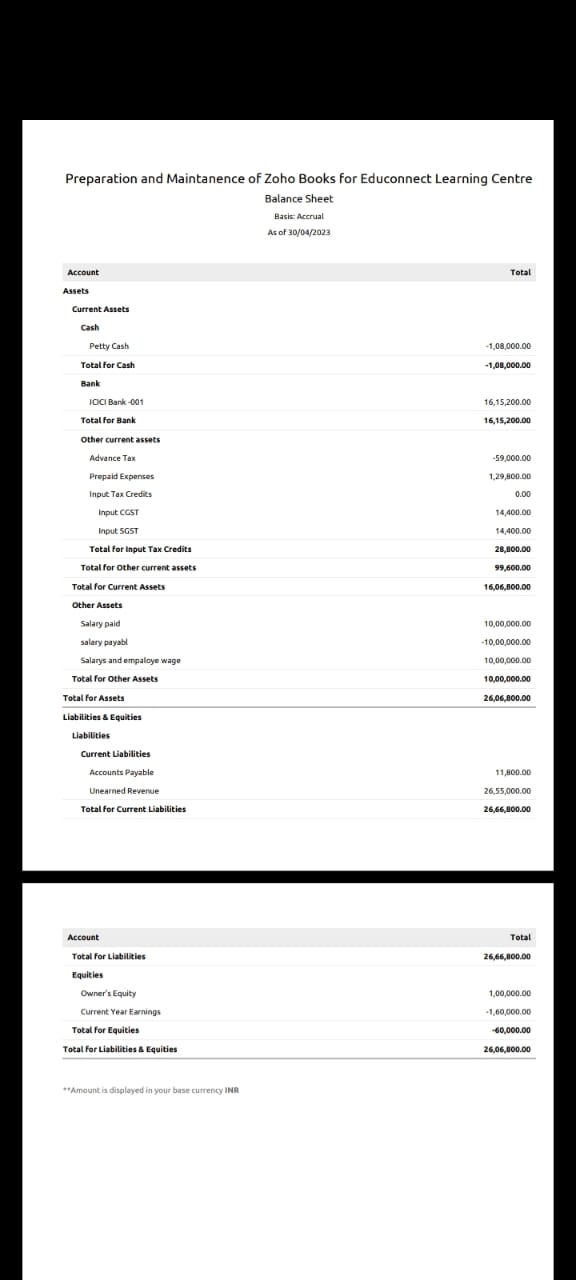 Preparation and Maintanence of Zoho Books for Educonnect Learning Centre
Balance Sheet
Basis: Accrual
As of 30/04/2023
Account Total
Assets
Current Assets
Cash
Petty Cash -1,08,000.00
Total for Cash -1,08,000.00
Bank
ICICI Bank -001 16,15,200.00
Total for Bank 16,15,200.00
Other current assets
Advance Tax -59,000.00
Prepaid Expenses 1,29,800.00
Input Tax Credits 0.00
Input CGST 14,400.00
Input SGST 14,400.00
Total for Input Tax Credits 28,800.00
Total for Other current assets 99,600.00
Total for Current Assets 16,06,800.00
Other Assets
Salary paid 10,00,000.00
salary payabl -10,00,000.00
Salarys and empaloye wage 10,00,000.00
Total for Other Assets 10,00,000.00
Total for Assets 26,06,800.00
Liabilities & Equities
Liabilities
Current Liabilities
Accounts Payable 11,800.00
Unearned Revenue 26,55,000.00
Total for Current Liabilities 26,66,800.00
Account Total
Total for Liabilities 26,66,800.00
Equities
Owner's Equity 1,00,000.00
Current Year Earnings -1,60,000.00
Total for Equities -60,000.00
Total for Liabilities & Equities 26,06,800.00
**Amount is displayed in your base currency INR